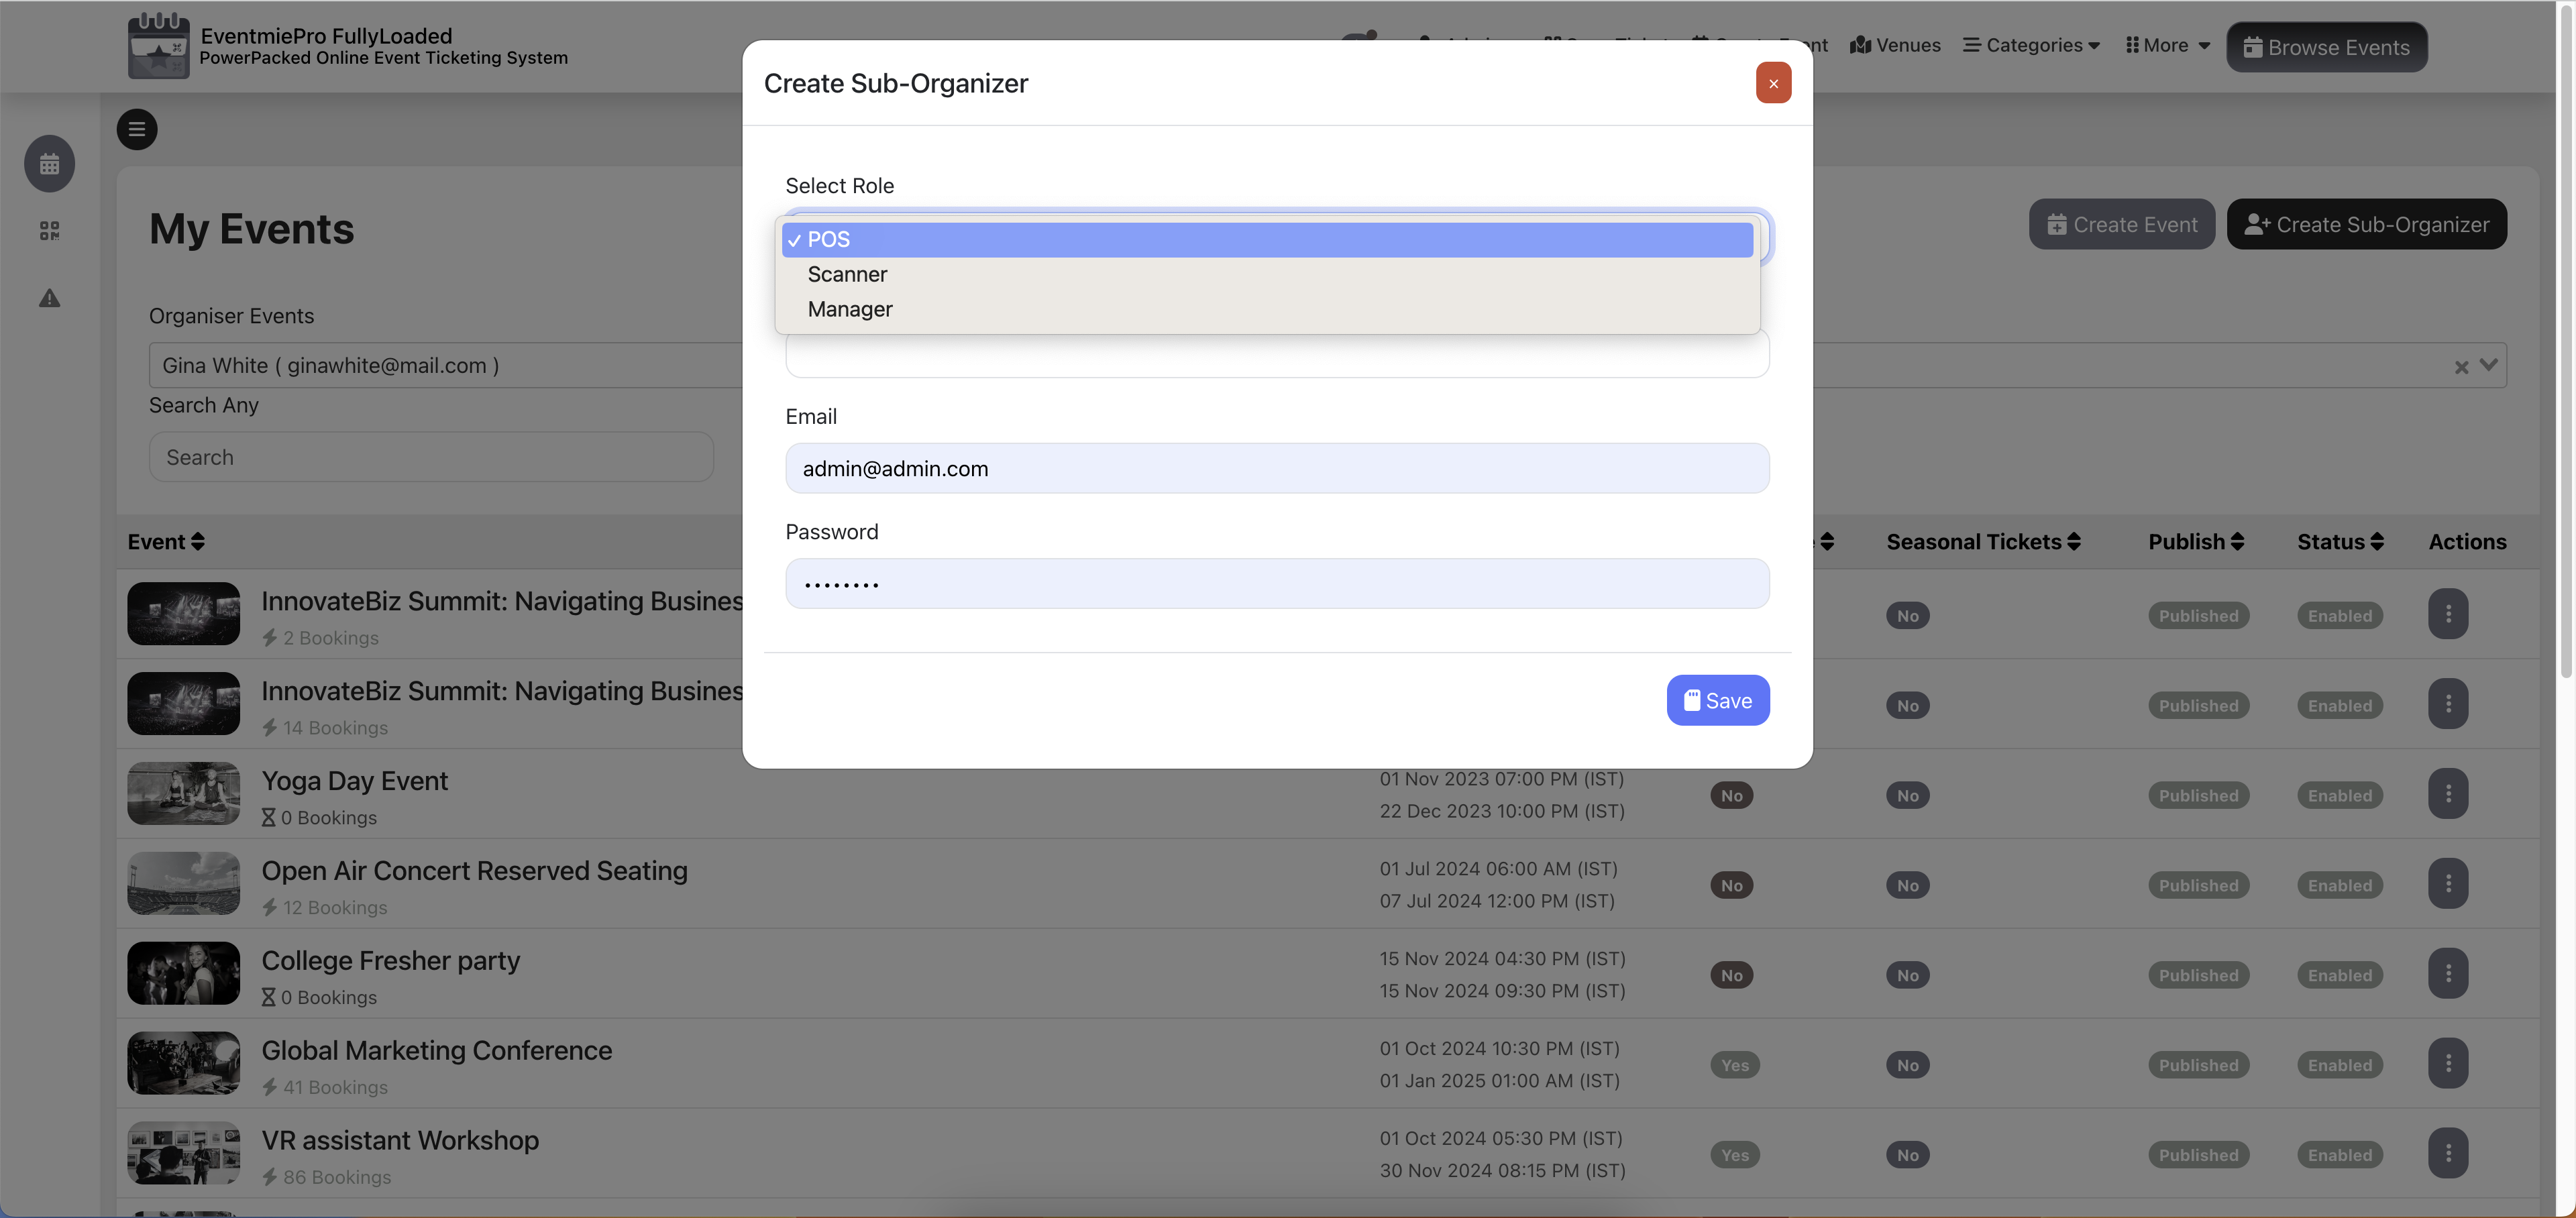 EventmiePro FullyLoaded
PowerPacked Online Event Ticketing System
Venues
Categories
More
Browse Events
Create Sub-Organizer
×
Select Role
✓ POS
Scanner
Manager
Email
admin@admin.com
Password
••••••••
Save
My Events
Create Event
Create Sub-Organizer
Organiser Events
Gina White ( ginawhite@mail.com )
Search Any
Search
Event
Seasonal Tickets
Publish
Status
Actions
InnovateBiz Summit: Navigating Busines
2 Bookings
No
Published
Enabled
InnovateBiz Summit: Navigating Busines
14 Bookings
No
Published
Enabled
Yoga Day Event
0 Bookings
01 Nov 2023 07:00 PM (IST)
22 Dec 2023 10:00 PM (IST)
No
No
Published
Enabled
Open Air Concert Reserved Seating
12 Bookings
01 Jul 2024 06:00 AM (IST)
07 Jul 2024 12:00 PM (IST)
No
No
Published
Enabled
College Fresher party
0 Bookings
15 Nov 2024 04:30 PM (IST)
15 Nov 2024 09:30 PM (IST)
No
No
Published
Enabled
Global Marketing Conference
41 Bookings
01 Oct 2024 10:30 PM (IST)
01 Jan 2025 01:00 AM (IST)
Yes
No
Published
Enabled
VR assistant Workshop
86 Bookings
01 Oct 2024 05:30 PM (IST)
30 Nov 2024 08:15 PM (IST)
Yes
No
Published
Enabled